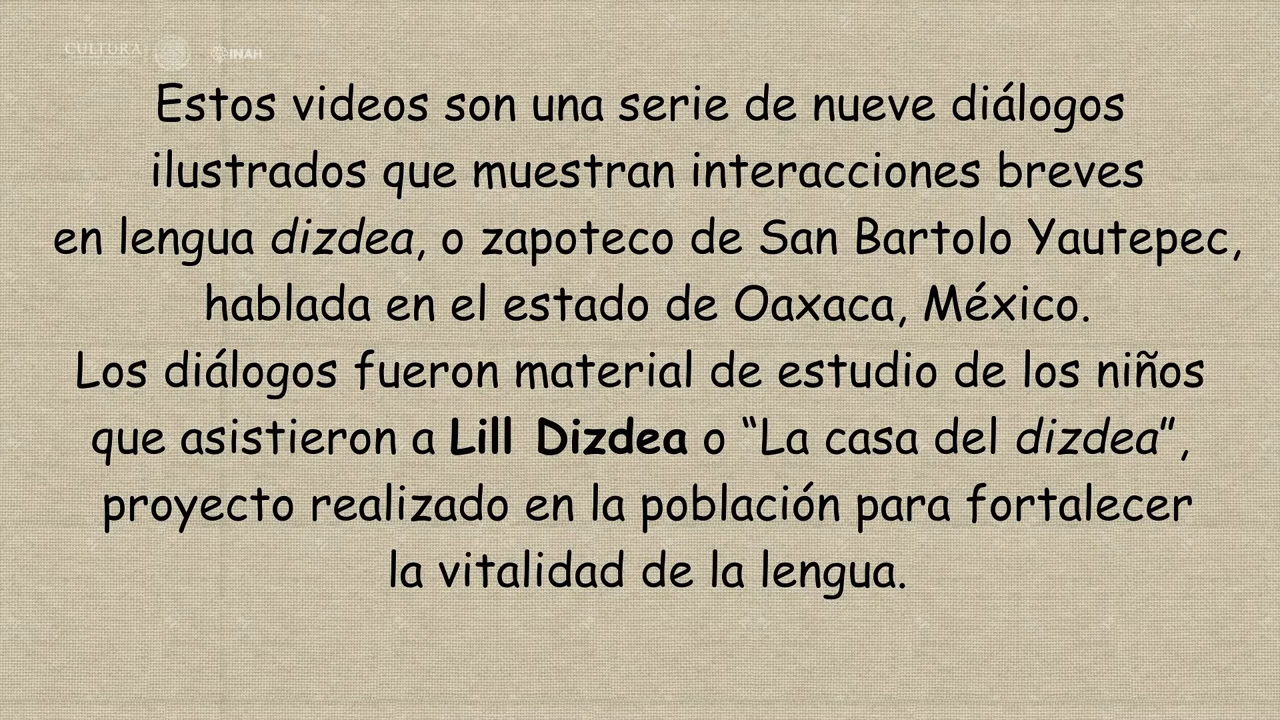 CULTURA
INAH
Estos videos son una serie de nueve diálogos
ilustrados que muestran interacciones breves
en lengua dizdea, o zapoteco de San Bartolo Yautepec,
hablada en el estado de Oaxaca, México.
Los diálogos fueron material de estudio de los niños
que asistieron a Lill Dizdea o “La casa del dizdea”,
proyecto realizado en la población para fortalecer
la vitalidad de la lengua.